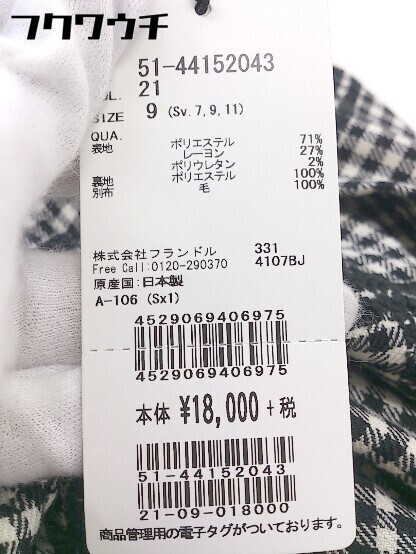 フクウクチ
51-44152043
COL. 21
SIZE 9 (Sv.7,9,11)
QUA.
表地 ポリエステル 71%
レーヨン 27%
ポリウレタン 2%
裏地 ポリエステル 100%
別布 毛 100%
株式会社フランドル 331
Free Call:0120-290370 4107BJ
原産国:日本製
A-106 (Sx1)
4529069406975
4529069406975
本体 ¥18,000 +税
51-44152043
21-09-018000
商品管理用の電子タグがついております。